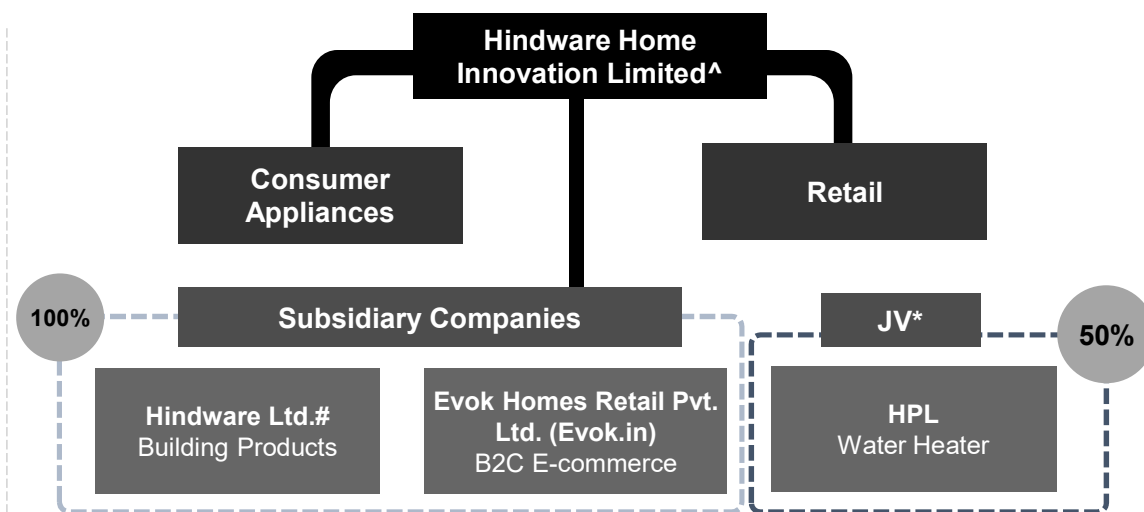 Hindware Home
Innovation Limited^
Consumer
Appliances
Retail
100%
Subsidiary Companies
JV*
50%
Hindware Ltd.#
Building Products
Evok Homes Retail Pvt.
Ltd. (Evok.in)
B2C E-commerce
HPL
Water Heater